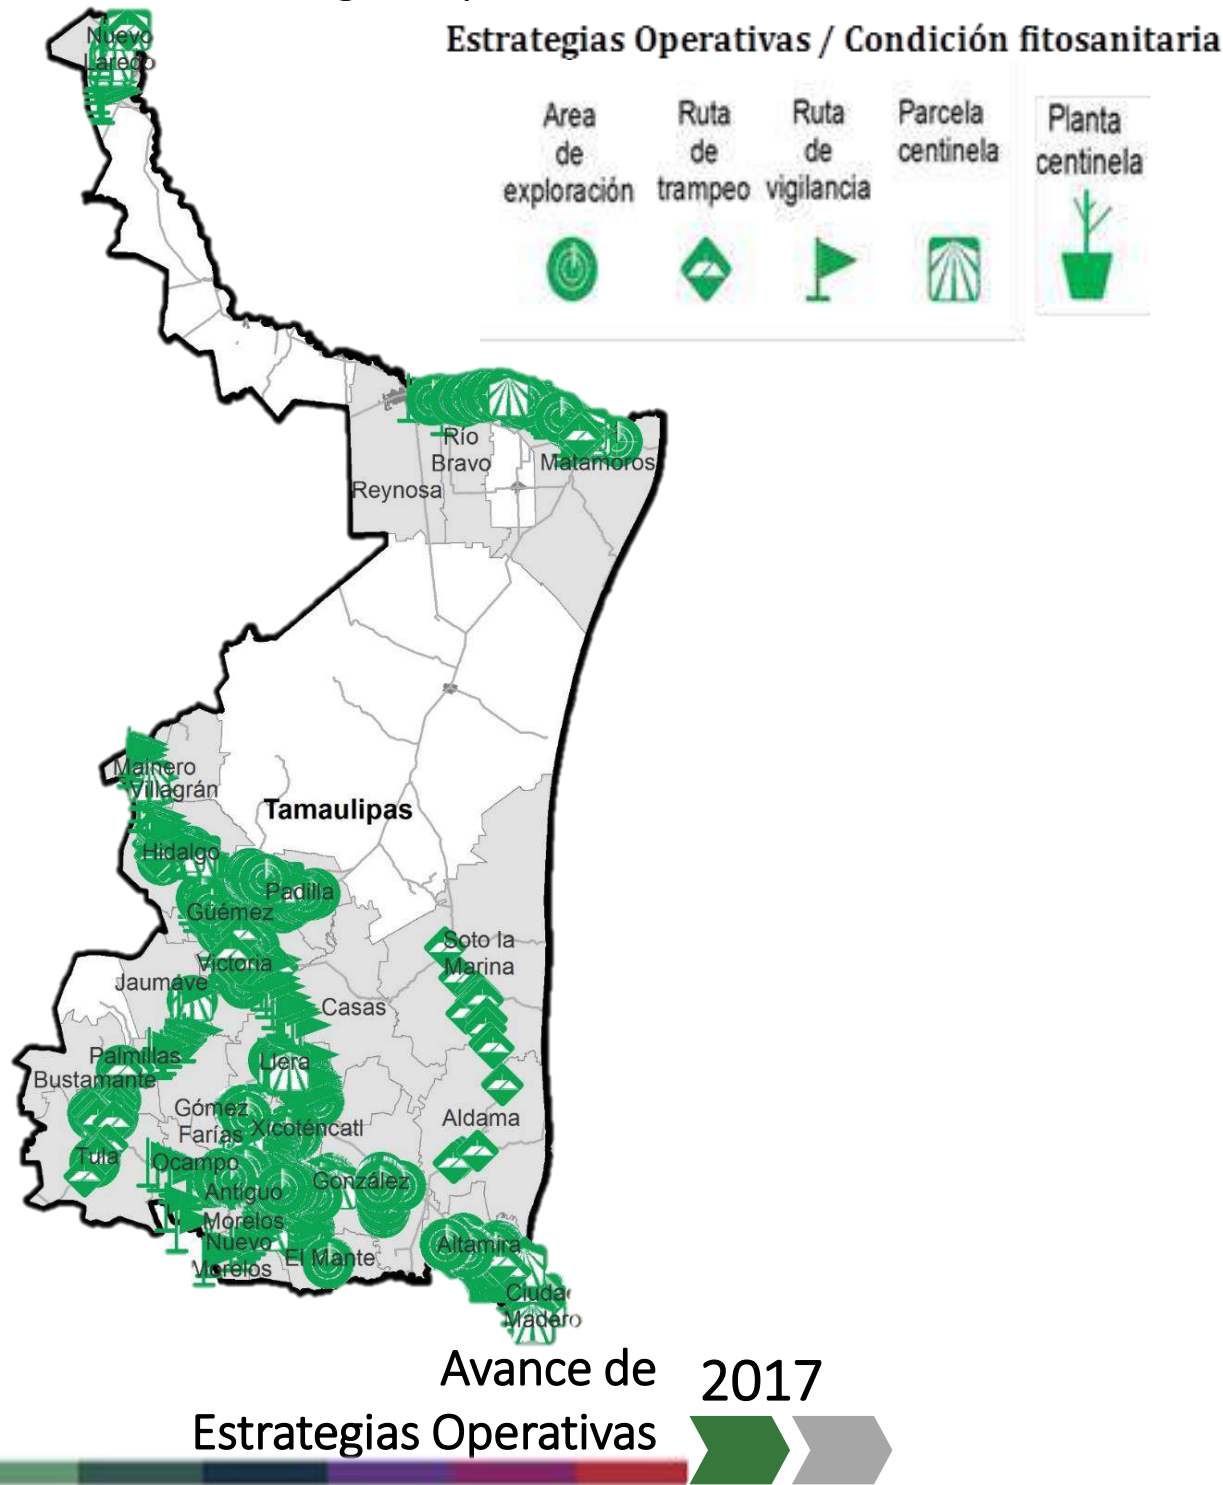 Estrategias Operativas / Condición fitosanitaria
Area
de
exploración
Ruta
de
trampeo
Ruta
de
vigilancia
Parcela
centinela
Planta
centinela
Nuevo
Laredo
Río
Bravo
Matamoros
Reynosa
Mainero
Villagrán
Tamaulipas
Hidalgo
Padilla
Güémez
Soto la
Marina
Victoria
Jaumave
Casas
Palmillas
Llera
Bustamante
Gómez
Farías
Xicoténcatl
Aldama
Tula
Ocampo
Antiguo
Morelos
González
Nuevo
Morelos
El Mante
Altamira
Ciudad
Madero
Avance de
Estrategias Operativas
2017